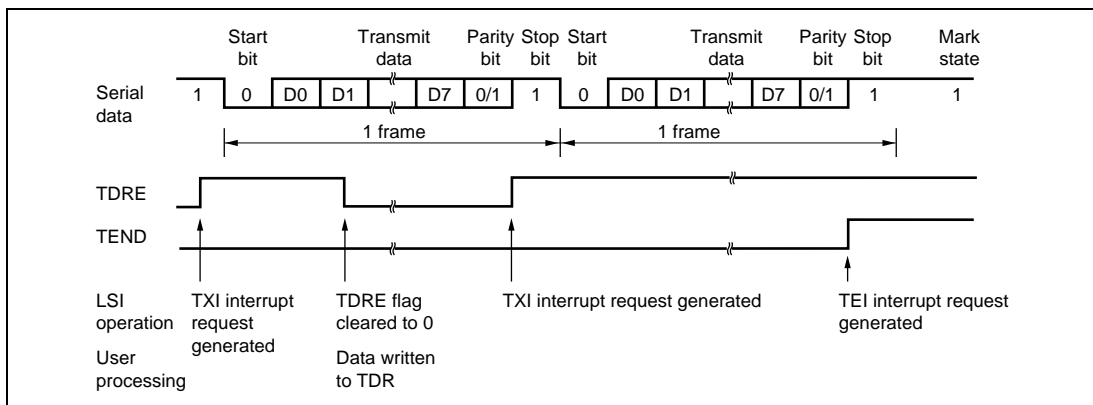 Start bit
Transmit data
Parity bit
Stop bit
Start bit
Transmit data
Parity bit
Stop bit
Mark state
Serial data
1 0 D0 D1 D7 0/1 1 0 D0 D1 D7 0/1 1 1
1 frame
1 frame
TDRE
TEND
LSI operation
TXI interrupt request generated
TDRE flag cleared to 0
TXI interrupt request generated
TEI interrupt request generated
User processing
Data written to TDR